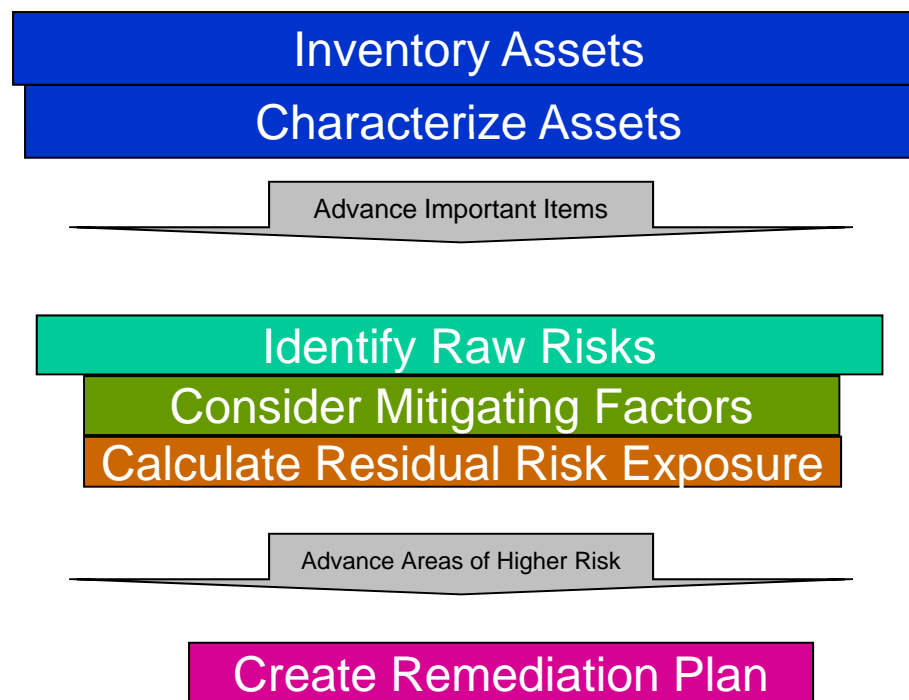 Inventory Assets
Characterize Assets
Advance Important Items
Identify Raw Risks
Consider Mitigating Factors
Calculate Residual Risk Exposure
Advance Areas of Higher Risk
Create Remediation Plan